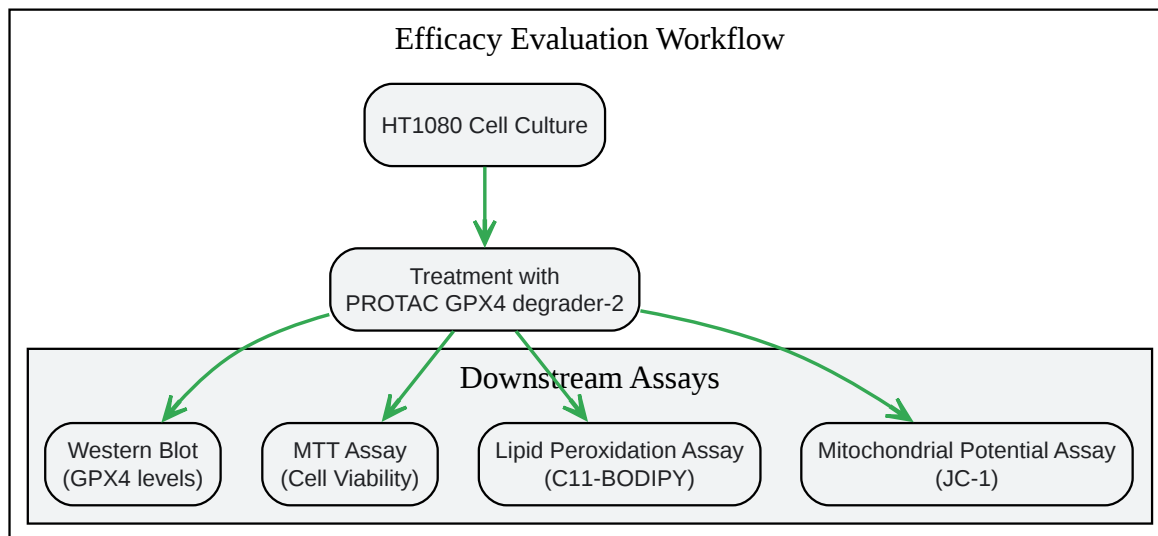 Efficacy Evaluation Workflow
HT1080 Cell Culture
Treatment with
PROTAC GPX4 degrader-2
Downstream Assays
Western Blot
(GPX4 levels)
MTT Assay
(Cell Viability)
Lipid Peroxidation Assay
(C11-BODIPY)
Mitochondrial Potential Assay
(JC-1)